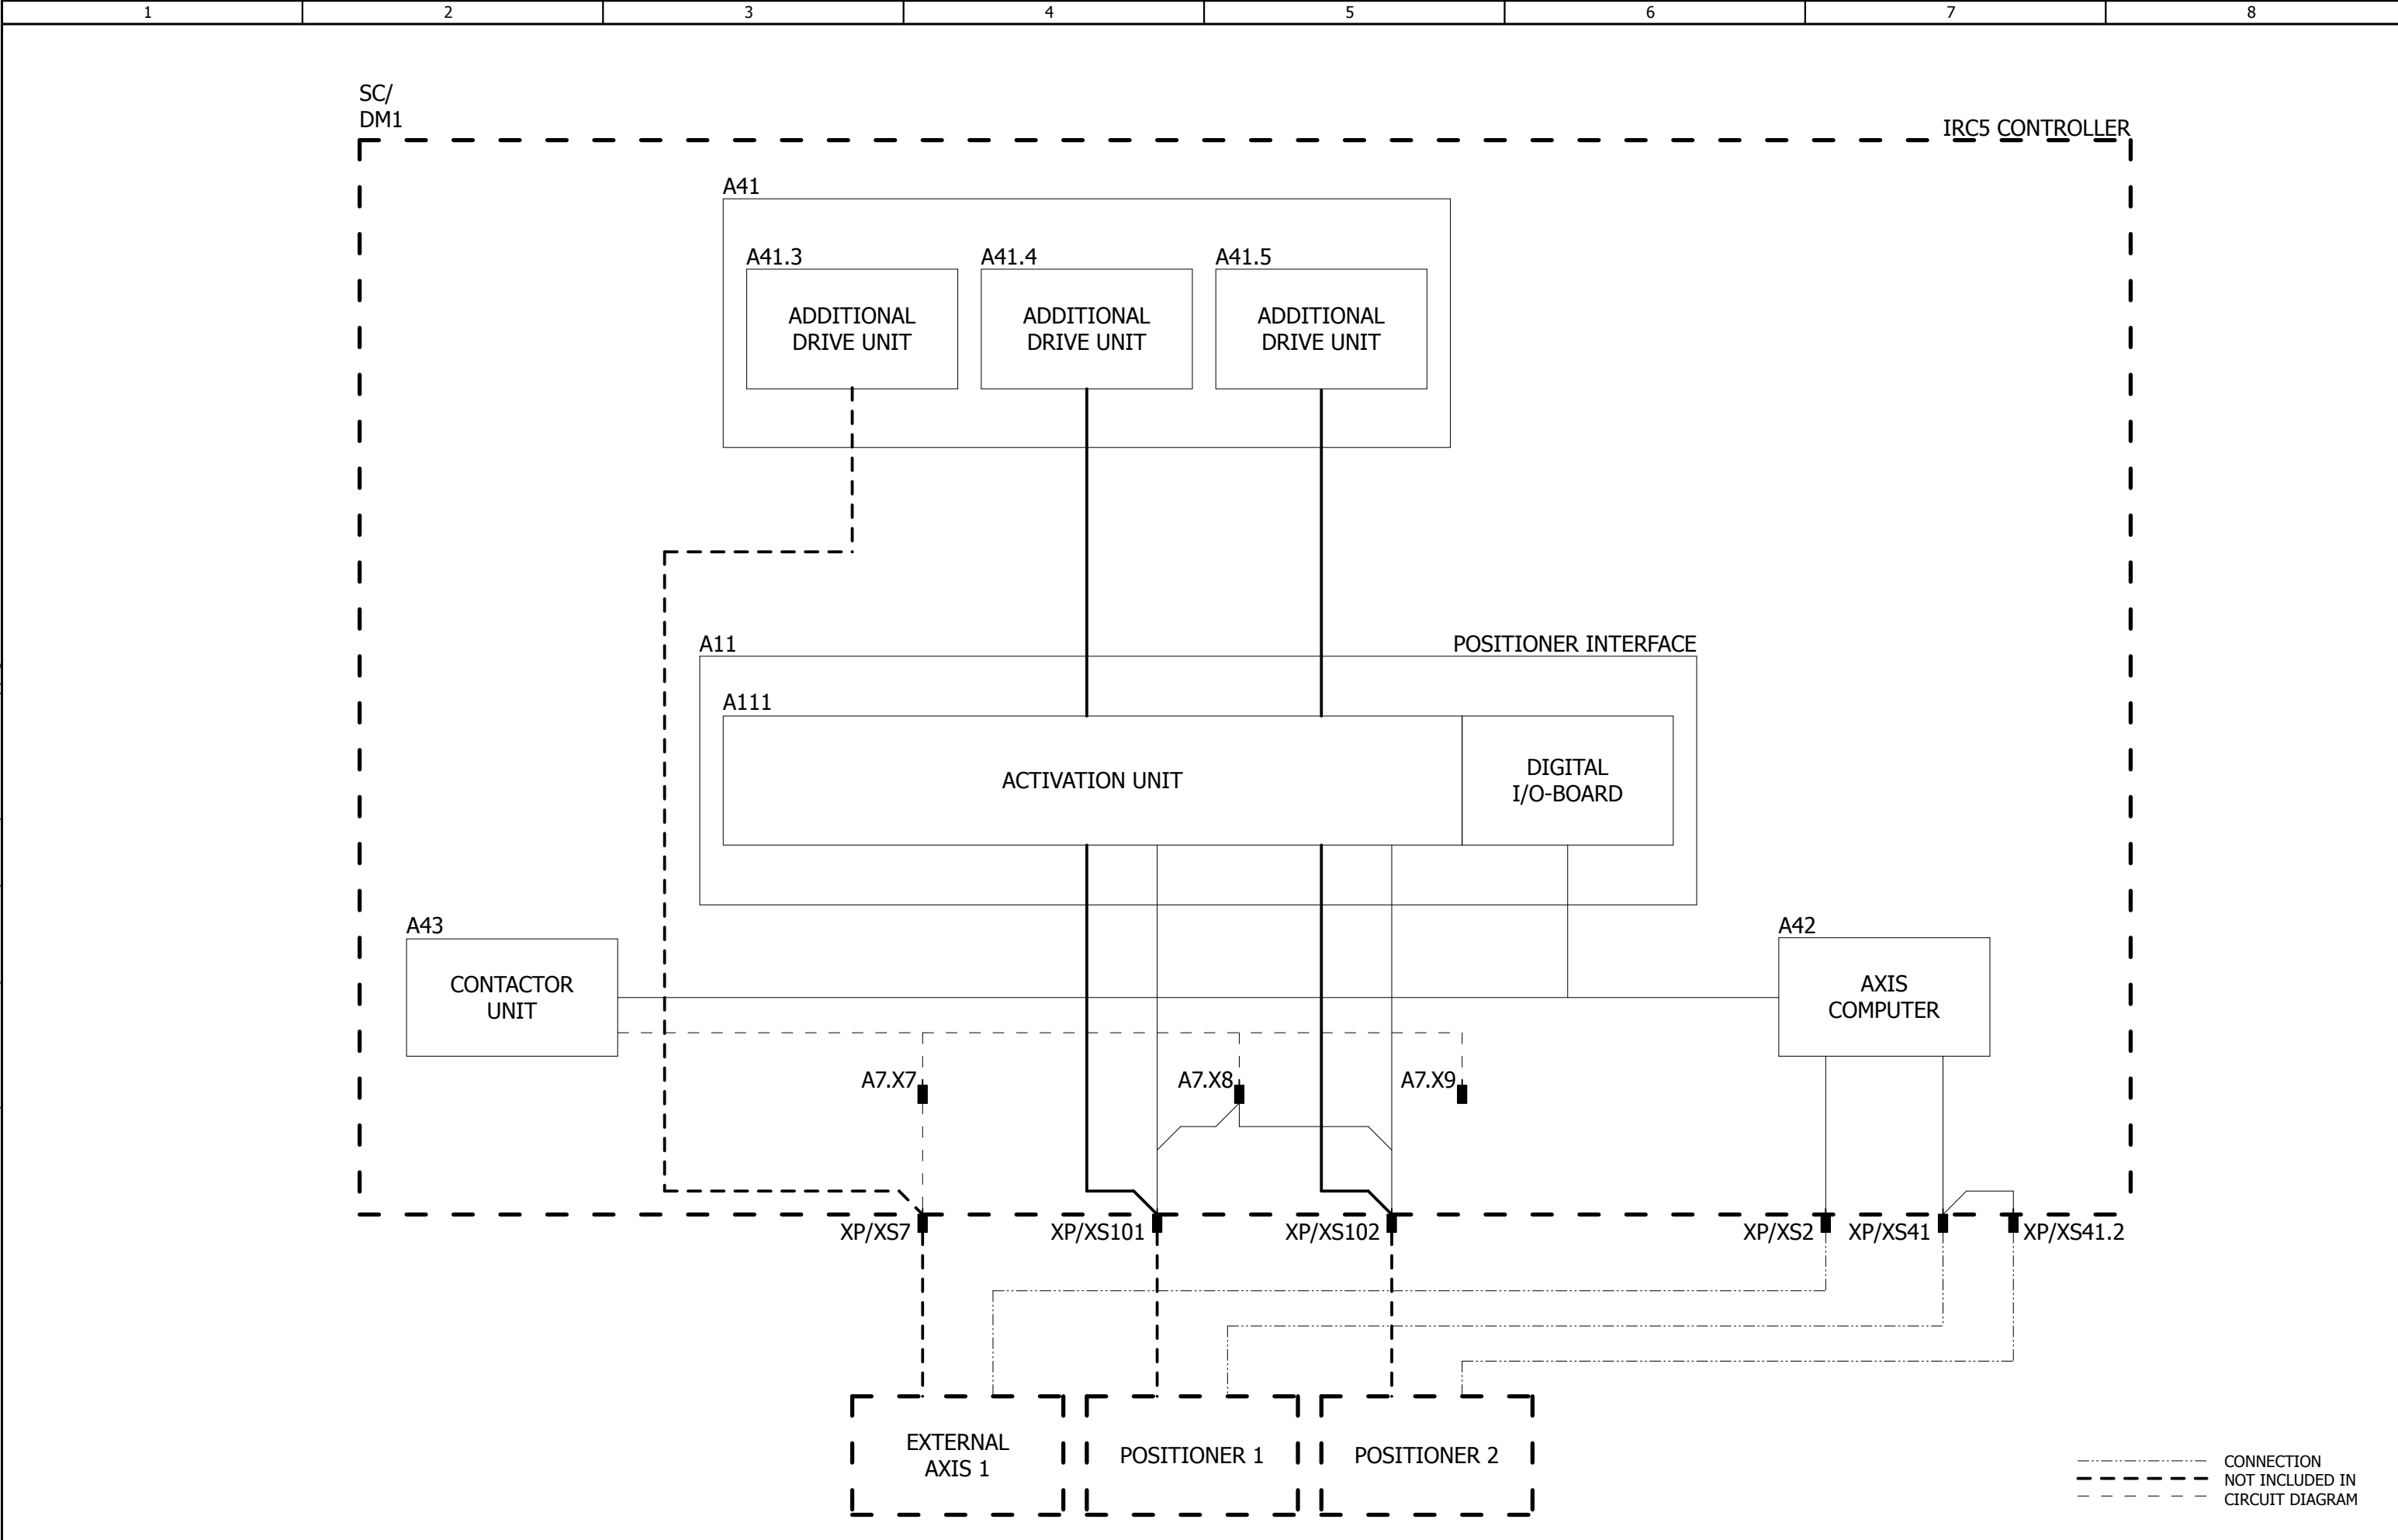 1 2 3 4 5 6 7 8
SC/
DM1
IRC5 CONTROLLER
A41
A41.3 A41.4 A41.5
ADDITIONAL
DRIVE UNIT
ADDITIONAL
DRIVE UNIT
ADDITIONAL
DRIVE UNIT
A11
POSITIONER INTERFACE
A111
ACTIVATION UNIT
DIGITAL
I/O-BOARD
A43
CONTACTOR
UNIT
A42
AXIS
COMPUTER
A7.X7 A7.X8 A7.X9
XP/XS7 XP/XS101 XP/XS102 XP/XS2 XP/XS41 XP/XS41.2
EXTERNAL
AXIS 1
POSITIONER 1
POSITIONER 2
CONNECTION
NOT INCLUDED IN
CIRCUIT DIAGRAM